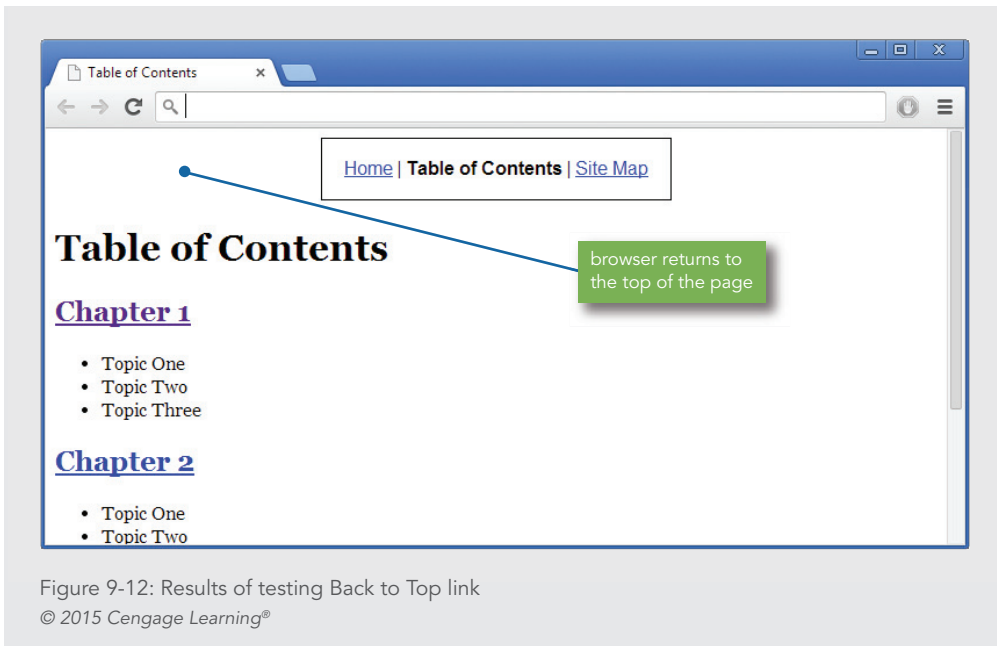 Table of Contents
Home | Table of Contents | Site Map
Table of Contents
browser returns to
the top of the page
Chapter 1
• Topic One
• Topic Two
• Topic Three
Chapter 2
• Topic One
• Topic Two
Figure 9-12: Results of testing Back to Top link
© 2015 Cengage Learning®